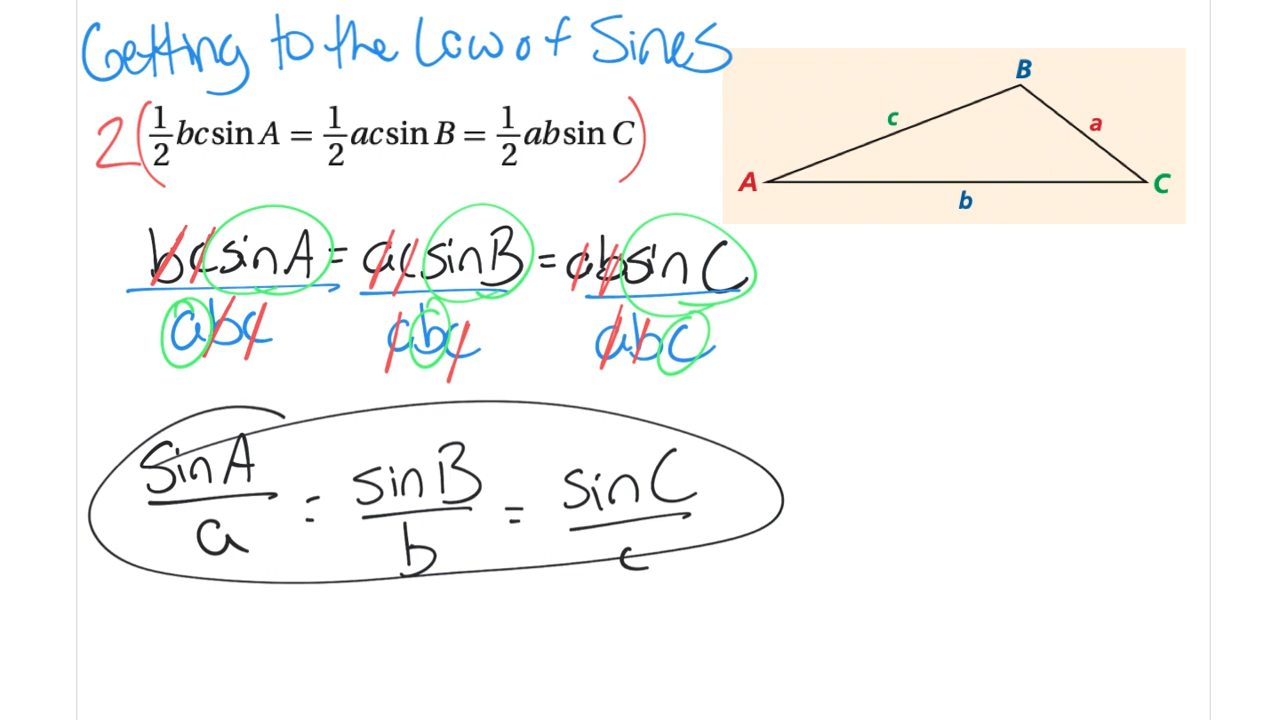 Getting to the Law of Sines
2(1/2 bc sin A = 1/2 ac sin B = 1/2 ab sin C)
B
c
a
A
C
b
bc sin A / abc = ac sin B / abc = ab sin C / abc
sin A / a = sin B / b = sin C / c